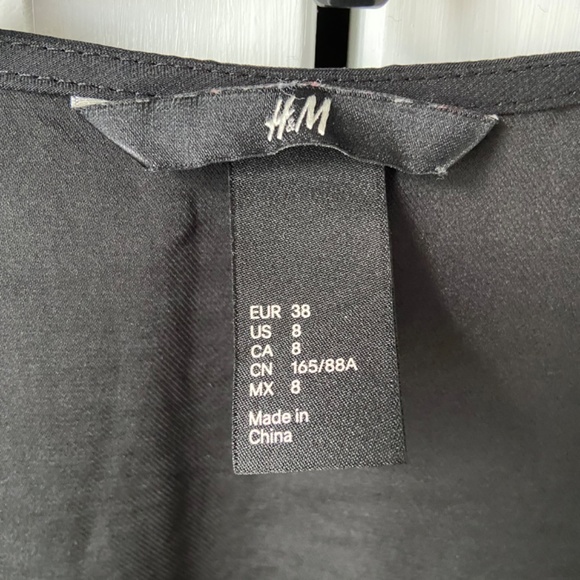 H&M
EUR 38
US 8
CA 8
CN 165/88A
MX 8
Made in
China